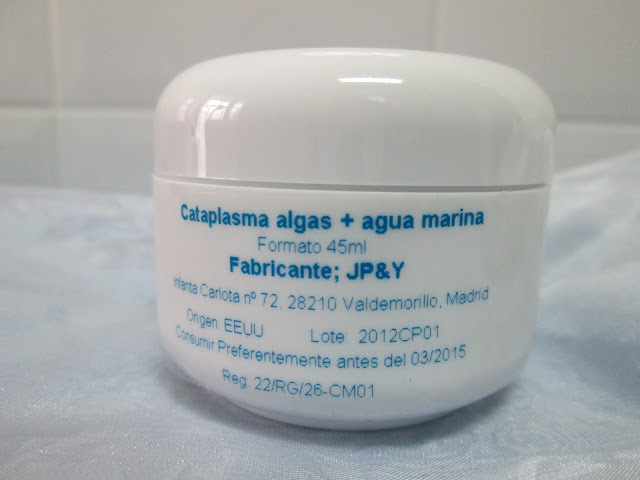 Cataplasma algas + agua marina
Formato 45ml
Fabricante; JP&Y
Infanta Carlota nº 72, 28210 Valdemorillo, Madrid
Origen: EEUU Lote: 2012CP01
Consumir Preferentemente antes del 03/2015
Reg: 22/RG/26-CM01